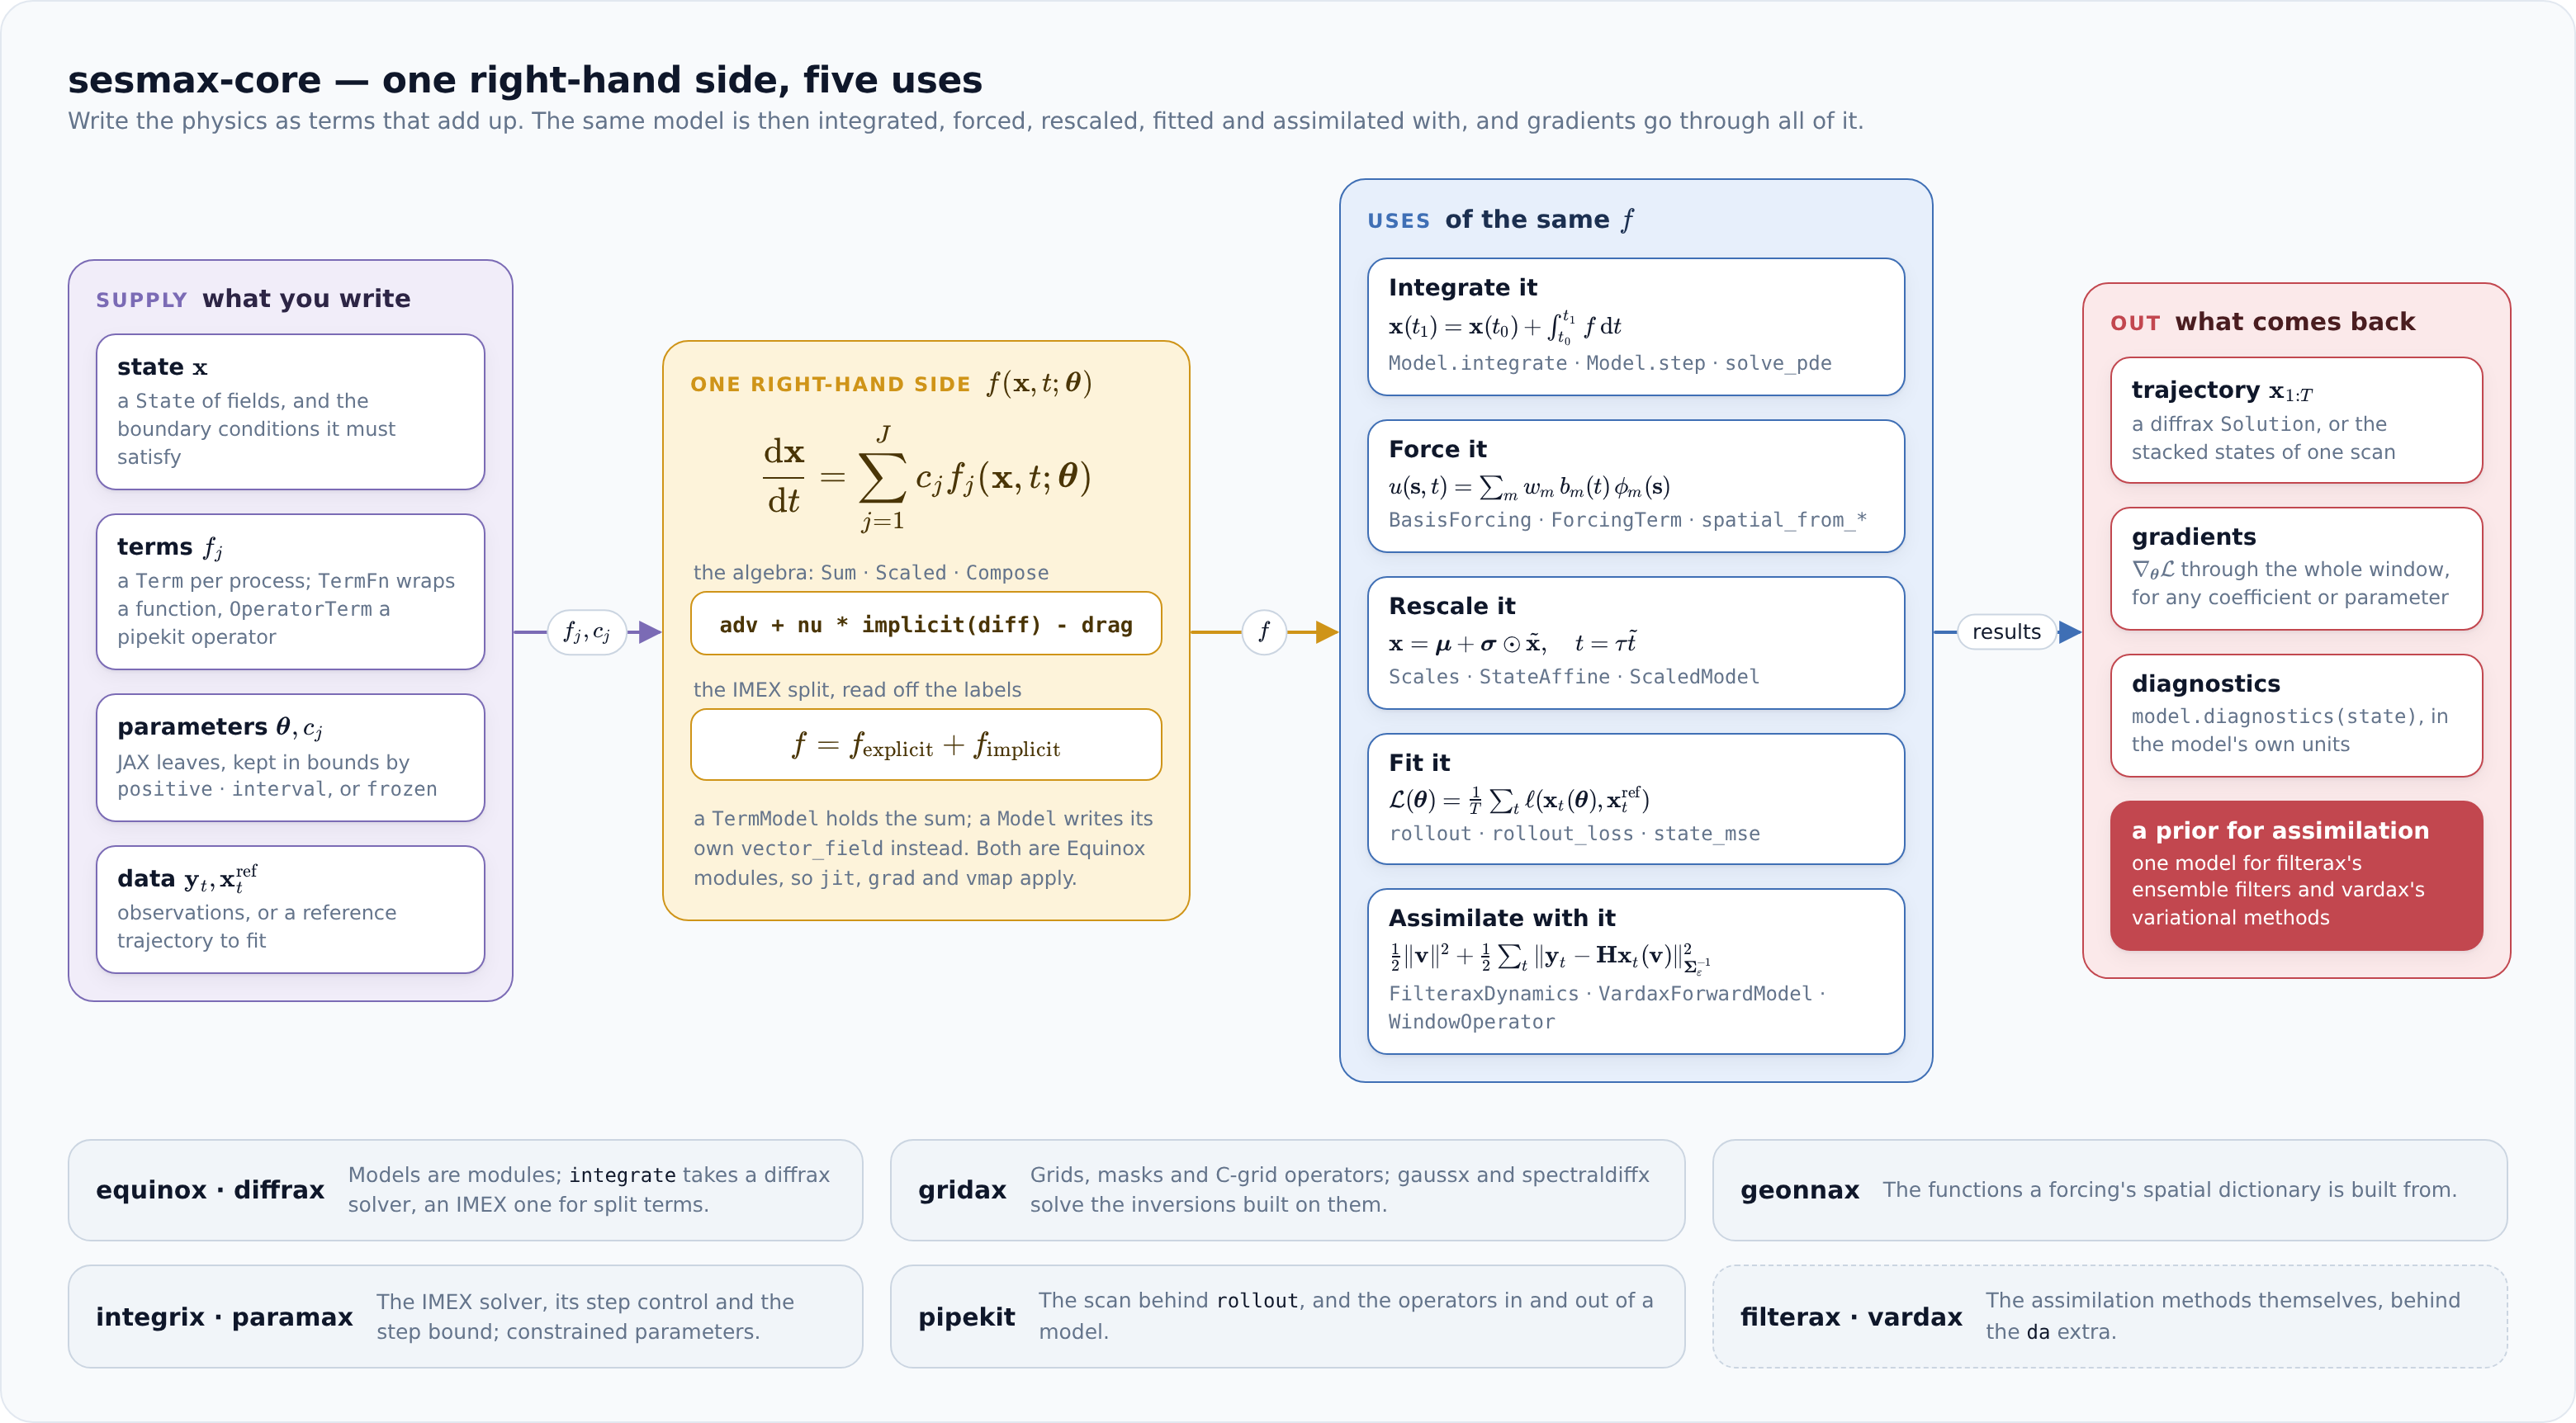 sesmax-core — one right-hand side, five uses
Write the physics as terms that add up. The same model is then integrated, forced, rescaled, fitted and assimilated with, and gradients go through all of it.
SUPPLY what you write
state x
a State of fields, and the
boundary conditions it must
satisfy
terms f_j
a Term per process; TermFn wraps
a function, OperatorTerm a
pipekit operator
parameters θ, c_j
JAX leaves, kept in bounds by
positive · interval, or frozen
data y_t, x_t^ref
observations, or a reference
trajectory to fit
f_j, c_j
ONE RIGHT-HAND SIDE f(x, t; θ)
dx/dt = ∑_{j=1}^{J} c_j f_j(x, t; θ)
the algebra: Sum · Scaled · Compose
adv + nu * implicit(diff) - drag
the IMEX split, read off the labels
f = f_explicit + f_implicit
a TermModel holds the sum; a Model writes its
own vector_field instead. Both are Equinox
modules, so jit, grad and vmap apply.
f
USES of the same f
Integrate it
x(t_1) = x(t_0) + ∫_{t_0}^{t_1} f dt
Model.integrate · Model.step · solve_pde
Force it
u(s, t) = ∑_m w_m b_m(t) ϕ_m(s)
BasisForcing · ForcingTerm · spatial_from_*
Rescale it
x = μ + σ ⊙ x̃, t = τt̃
Scales · StateAffine · ScaledModel
Fit it
ℒ(θ) = 1/T ∑_t ℓ(x_t(θ), x_t^ref)
rollout · rollout_loss · state_mse
Assimilate with it
½‖v‖² + ½ ∑_t ‖y_t − Hx_t(v)‖²_{Σ_ε^{-1}}
FilteraxDynamics · VardaxForwardModel ·
WindowOperator
results
OUT what comes back
trajectory x_{1:T}
a diffrax Solution, or the
stacked states of one scan
gradients
∇_θ ℒ through the whole window,
for any coefficient or parameter
diagnostics
model.diagnostics(state), in
the model's own units
a prior for assimilation
one model for filterax's
ensemble filters and vardax's
variational methods
equinox · diffrax
Models are modules; integrate takes a diffrax
solver, an IMEX one for split terms.
gridax
Grids, masks and C-grid operators; gaussx and spectraldiffx
solve the inversions built on them.
geonnax
The functions a forcing's spatial dictionary is built from.
integrix · paramax
The IMEX solver, its step control and the
step bound; constrained parameters.
pipekit
The scan behind rollout, and the operators in and out of a
model.
filterax · vardax
The assimilation methods themselves, behind
the da extra.